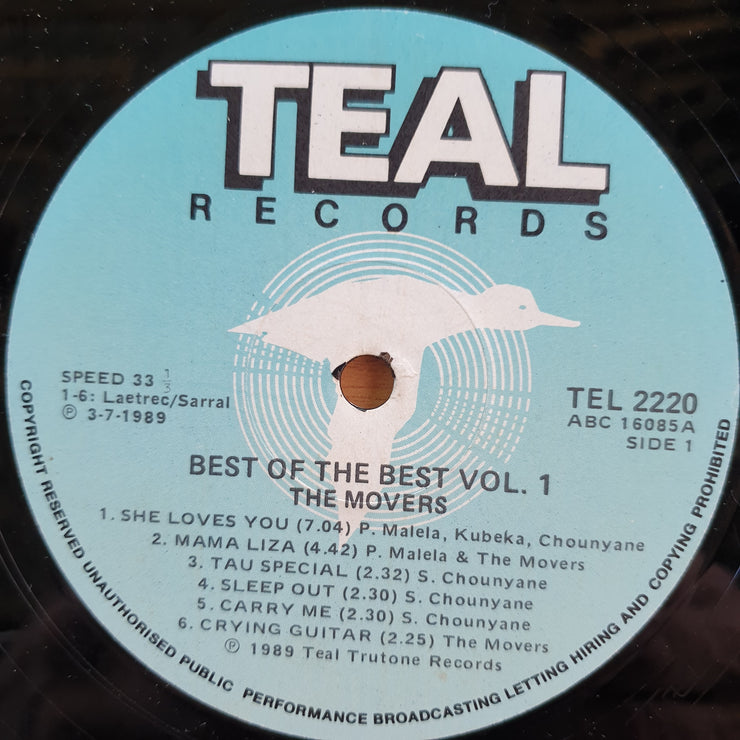 TEAL
RECORDS
SPEED 33 1/3
1-6: Laetrec/Sarral
℗ 3-7-1989
TEL 2220
ABC 16085A
SIDE 1
BEST OF THE BEST VOL. 1
THE MOVERS
1. SHE LOVES YOU (7.04) P. Malela, Kubeka, Chounyane
2. MAMA LIZA (4.42) P. Malela & The Movers
3. TAU SPECIAL (2.32) S. Chounyane
4. SLEEP OUT (2.30) S. Chounyane
5. CARRY ME (2.30) S. Chounyane
6. CRYING GUITAR (2.25) The Movers
℗ 1989 Teal Trutone Records
COPYRIGHT RESERVED UNAUTHORISED PUBLIC PERFORMANCE BROADCASTING LETTING HIRING AND COPYING PROHIBITED